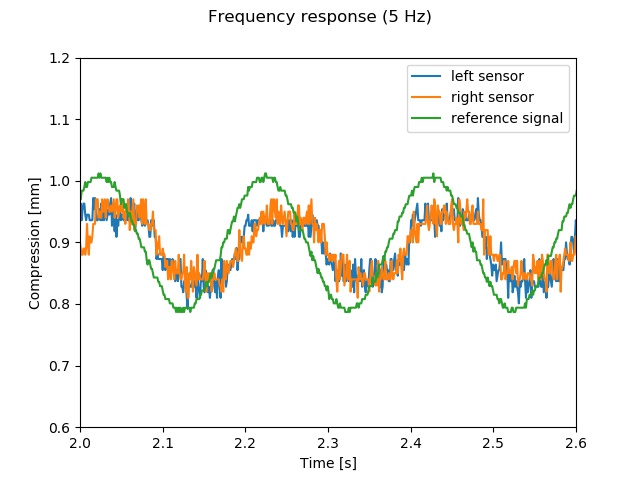 Frequency response (5 Hz)
1.2
1.1
1.0
0.9
0.8
0.7
0.6
Compression [mm]
left sensor
right sensor
reference signal
2.0 2.1 2.2 2.3 2.4 2.5 2.6
Time [s]